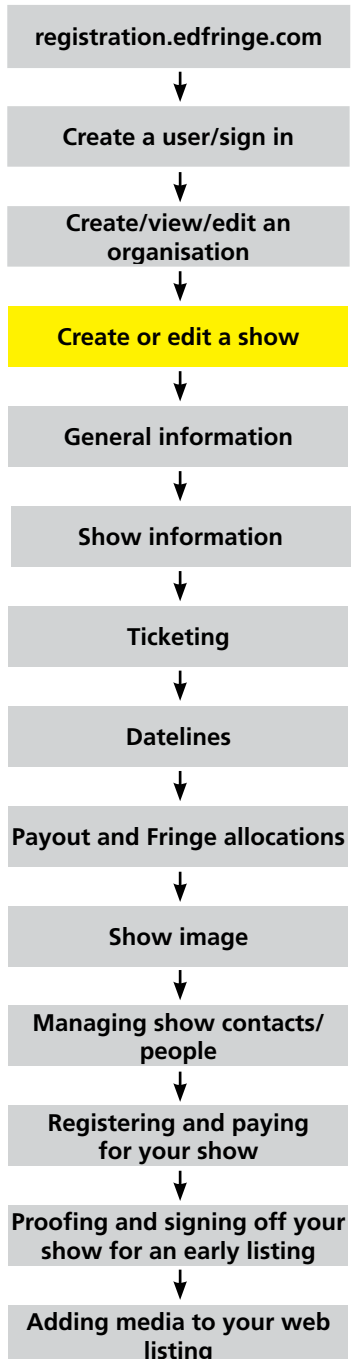 registration.edfringe.com
Create a user/sign in
Create/view/edit an
organisation
Create or edit a show
General information
Show information
Ticketing
Datelines
Payout and Fringe allocations
Show image
Managing show contacts/
people
Registering and paying
for your show
Proofing and signing off your
show for an early listing
Adding media to your web
listing